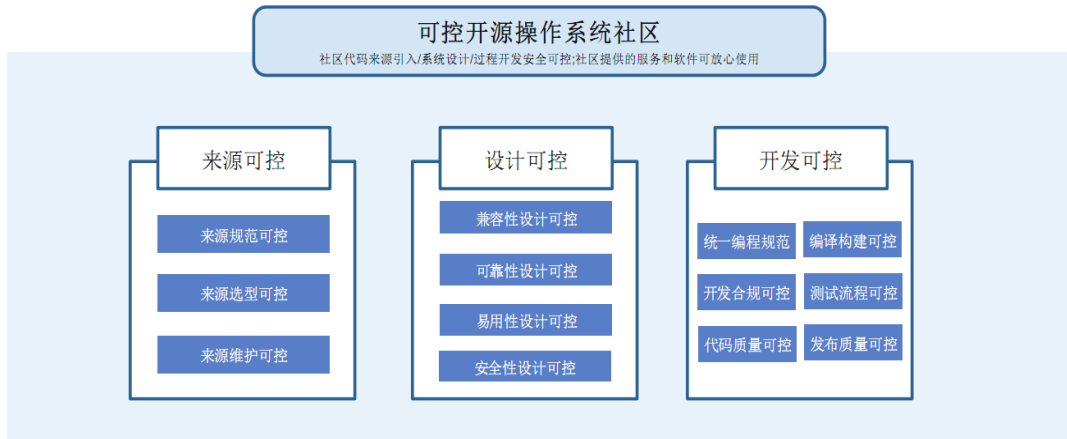 可控开源操作系统社区
社区代码来源引入/系统设计/过程开发安全可控;社区提供的服务和软件可放心使用
来源可控
来源规范可控
来源选型可控
来源维护可控
设计可控
兼容性设计可控
可靠性设计可控
易用性设计可控
安全性设计可控
开发可控
统一编程规范
编译构建可控
开发合规可控
测试流程可控
代码质量可控
发布质量可控